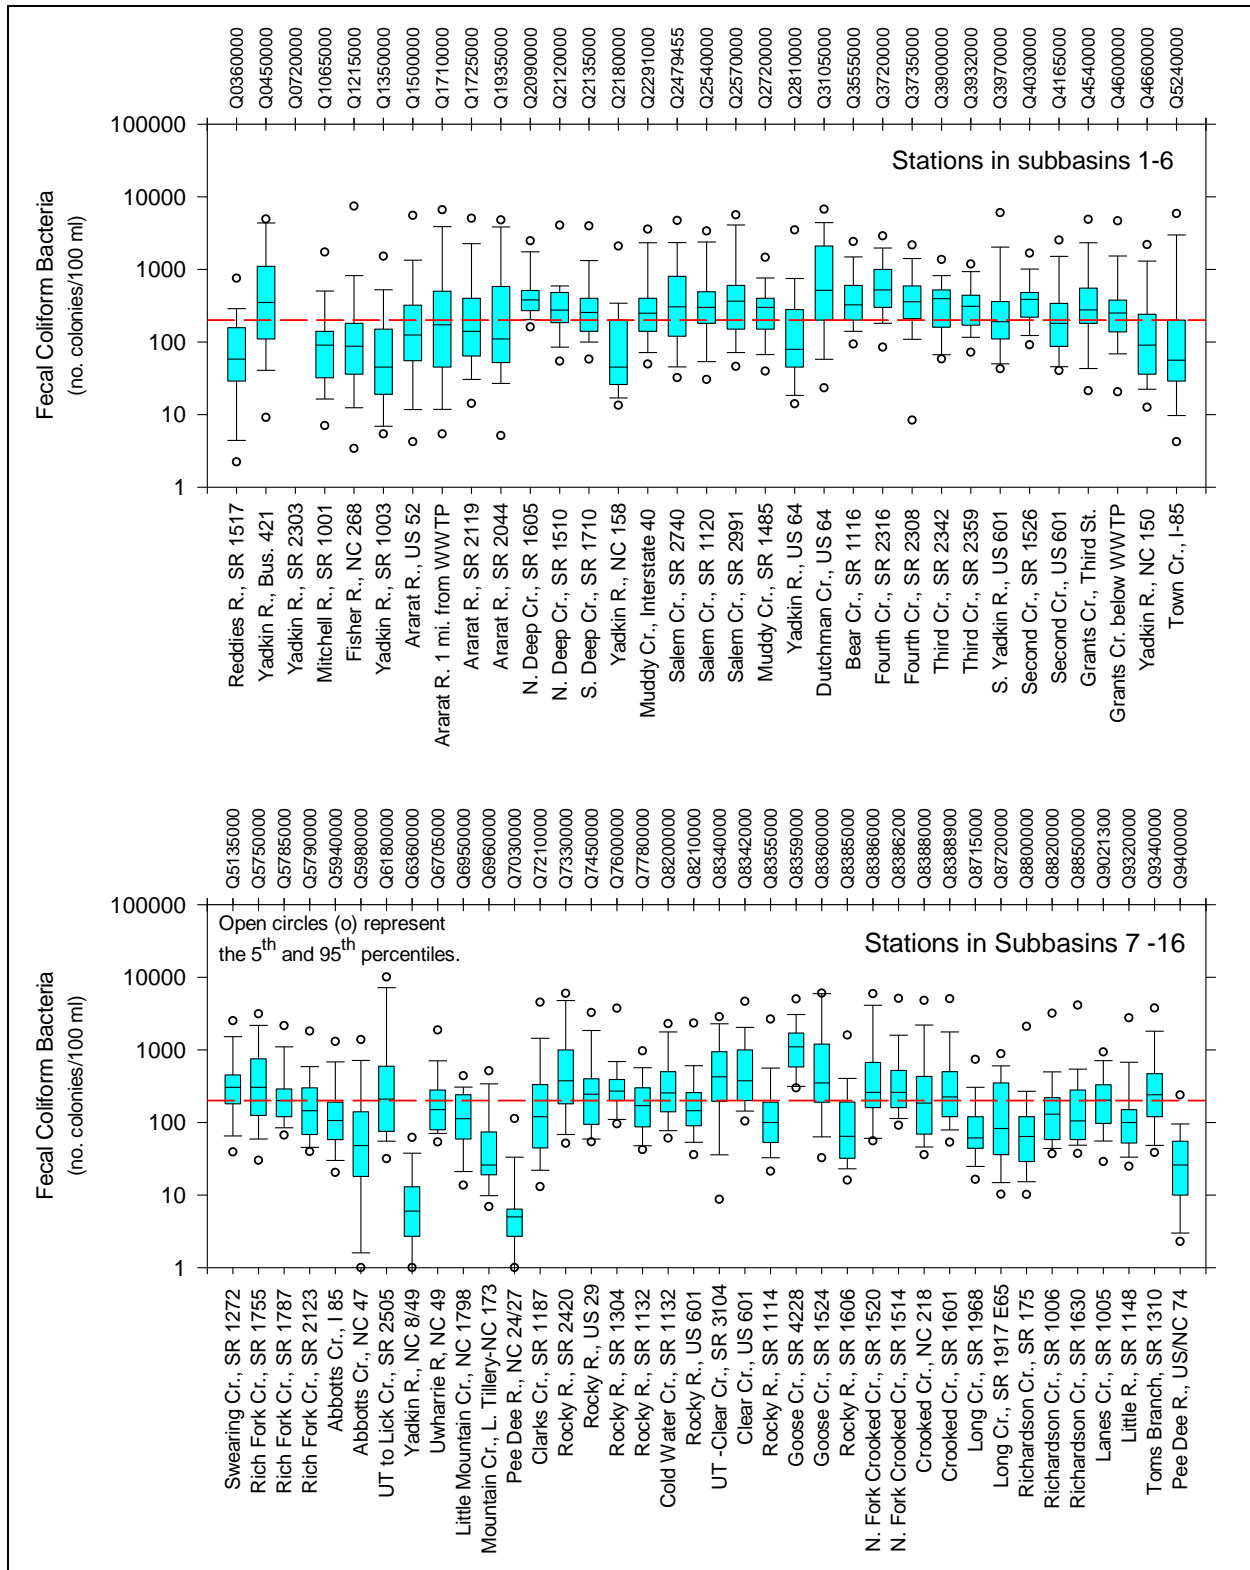 Q0360000
Q0450000
Q0720000
Q1065000
Q1215000
Q1350000
Q1500000
Q1710000
Q1725000
Q1935000
Q2090000
Q2120000
Q2135000
Q2180000
Q2291000
Q2479455
Q2540000
Q2570000
Q2720000
Q2810000
Q3105000
Q3555000
Q3720000
Q3735000
Q3900000
Q3932000
Q3970000
Q4030000
Q4165000
Q4540000
Q4600000
Q4660000
Q5240000
Fecal Coliform Bacteria
(no. colonies/100 ml)
100000
10000
1000
100
10
1
Stations in subbasins 1-6
Reddies R., SR 1517
Yadkin R., Bus. 421
Yadkin R., SR 2303
Mitchell R., SR 1001
Fisher R., NC 268
Yadkin R., SR 1003
Ararat R., US 52
Ararat R. 1 mi. from WWTP
Ararat R., SR 2119
Ararat R., SR 2044
N. Deep Cr., SR 1605
N. Deep Cr., SR 1510
S. Deep Cr., SR 1710
Yadkin R., NC 158
Muddy Cr., Interstate 40
Salem Cr., SR 2740
Salem Cr., SR 1120
Salem Cr., SR 2991
Muddy Cr., SR 1485
Yadkin R., US 64
Dutchman Cr., US 64
Bear Cr., SR 1116
Fourth Cr., SR 2316
Fourth Cr., SR 2308
Third Cr., SR 2342
Third Cr., SR 2359
S. Yadkin R., US 601
Second Cr., SR 1526
Second Cr., US 601
Grants Cr., Third St.
Grants Cr. below WWTP
Yadkin R., NC 150
Town Cr., I-85
Q5135000
Q5750000
Q5785000
Q5790000
Q5940000
Q5980000
Q6180000
Q6360000
Q6705000
Q6950000
Q6960000
Q7030000
Q7210000
Q7330000
Q7450000
Q7600000
Q7780000
Q8200000
Q8210000
Q8340000
Q8342000
Q8355000
Q8359000
Q8360000
Q8385000
Q8386000
Q8386200
Q8388000
Q8388900
Q8715000
Q8720000
Q8800000
Q8820000
Q8850000
Q9021300
Q9320000
Q9340000
Q9400000
Fecal Coliform Bacteria
(no. colonies/100 ml)
100000
10000
1000
100
10
1
Open circles (o) represent
the 5th and 95th percentiles.
Stations in Subbasins 7 -16
Swearing Cr., SR 1272
Rich Fork Cr., SR 1755
Rich Fork Cr., SR 1787
Rich Fork Cr., SR 2123
Abbotts Cr., I 85
Abbotts Cr., NC 47
UT to Lick Cr., SR 2505
Yadkin R., NC 8/49
Uwharrie R, NC 49
Little Mountain Cr., NC 1798
Mountain Cr., L. Tillery-NC 173
Pee Dee R., NC 24/27
Clarks Cr., SR 1187
Rocky R., SR 2420
Rocky R., US 29
Rocky R., SR 1304
Rocky R., SR 1132
Cold Water Cr., SR 1132
Rocky R., US 601
UT -Clear Cr., SR 3104
Clear Cr., US 601
Rocky R., SR 1114
Goose Cr., SR 4228
Goose Cr., SR 1524
Rocky R., SR 1606
N. Fork Crooked Cr., SR 1520
N. Fork Crooked Cr., SR 1514
Crooked Cr., NC 218
Crooked Cr., SR 1601
Long Cr., SR 1968
Long Cr., SR 1917 E65
Richardson Cr., SR 175
Richardson Cr., SR 1006
Richardson Cr., SR 1630
Lanes Cr., SR 1005
Little R., SR 1148
Toms Branch, SR 1310
Pee Dee R., US/NC 74